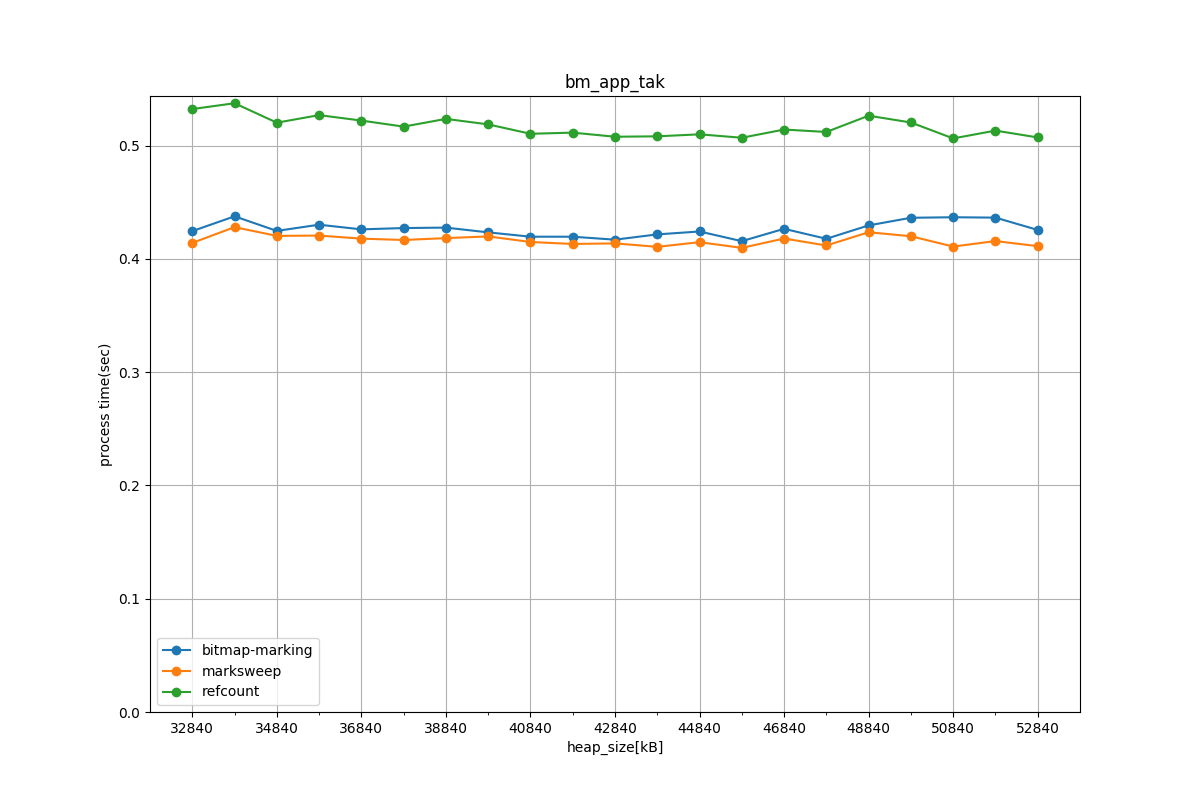 bm_app_tak
process time(sec)
0.5
0.4
0.3
0.2
0.1
0.0
bitmap-marking
marksweep
refcount
32840 34840 36840 38840 40840 42840 44840 46840 48840 50840 52840
heap_size[kB]